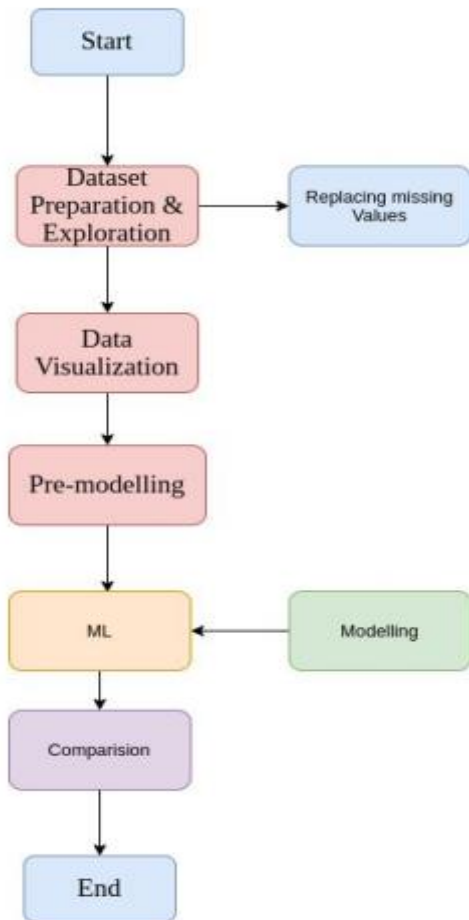 Start
Dataset
Preparation &
Exploration
Replacing missing
Values
Data
Visualization
Pre-modelling
ML
Modelling
Comparision
End